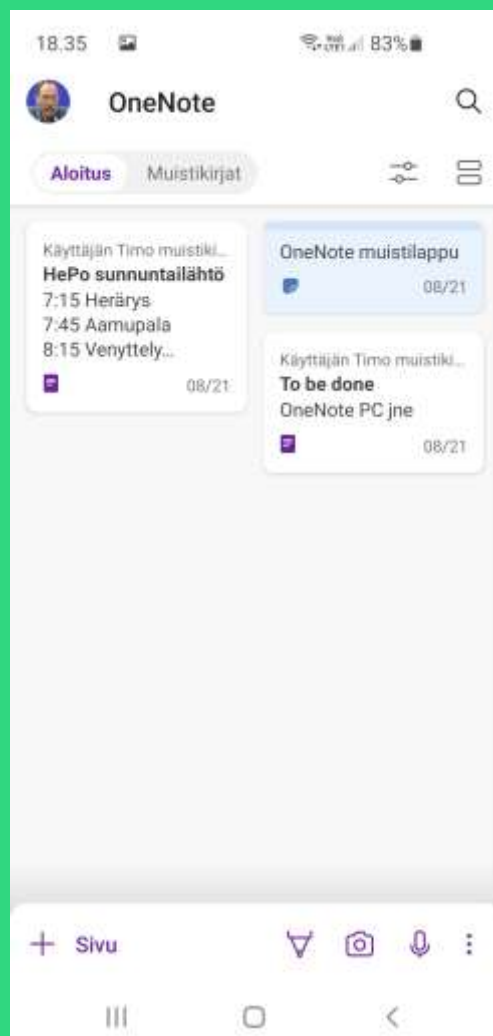 18.35
83%
OneNote
Aloitus
Muistikirjat
Käyttäjän Timo muistiki...
HePo sunnuntailähtö
7:15 Herärys
7:45 Aamupala
8:15 Venyttely...
08/21
OneNote muistilappu
08/21
Käyttäjän Timo muistiki...
To be done
OneNote PC jne
08/21
Sivu